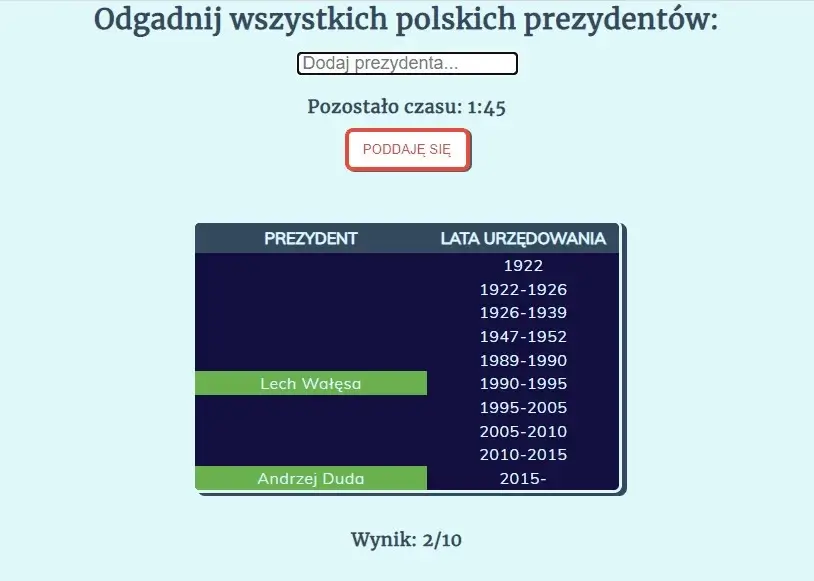 Odgadnij wszystkich polskich prezydentów:
Dodaj prezydenta...
Pozostało czasu: 1:45
PODDAJĘ SIĘ
PREZYDENT LATA URZĘDOWANIA
1922
1922-1926
1926-1939
1947-1952
1989-1990
Lech Wałęsa 1990-1995
1995-2005
2005-2010
2010-2015
Andrzej Duda 2015-
Wynik: 2/10